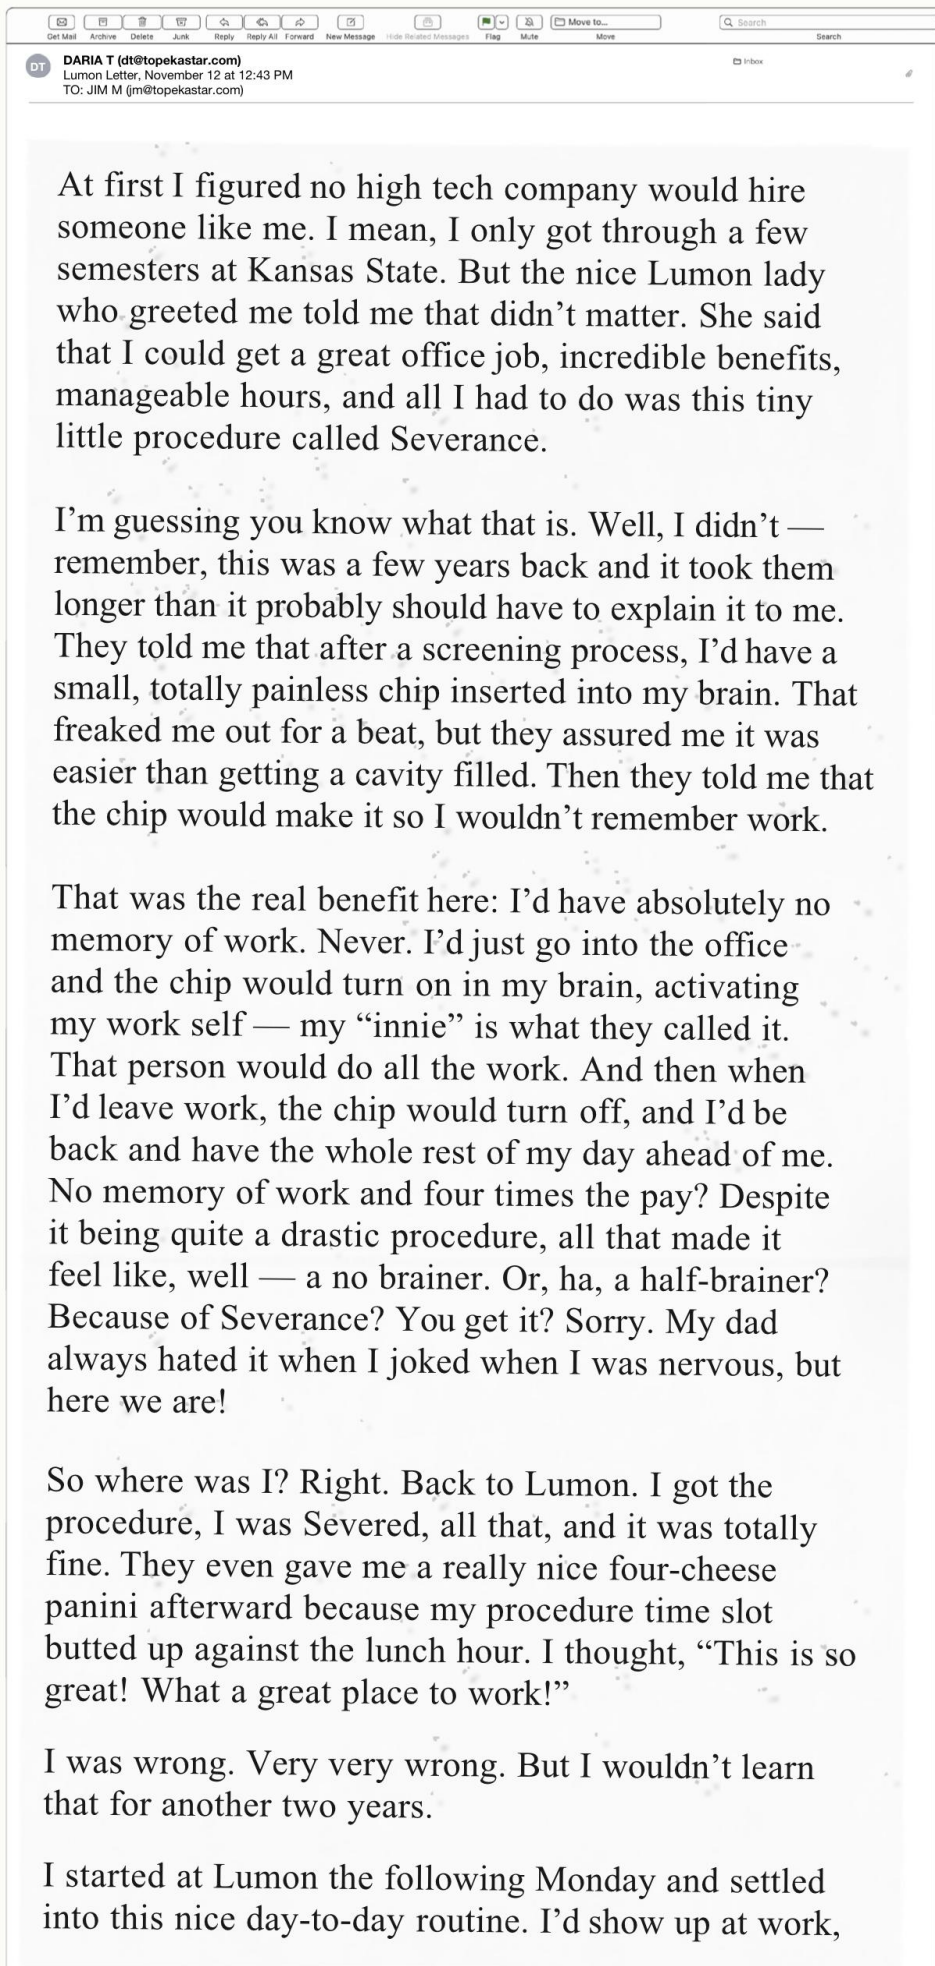 Get Mail Archive Delete Junk Reply Reply All Forward New Message Hide Related Messages Flag Mute Move to... Move Search Search
DT
DARIA T (dt@topekastar.com)
Inbox
Lumon Letter, November 12 at 12:43 PM
TO: JIM M (jm@topekastar.com)
At first I figured no high tech company would hire
someone like me. I mean, I only got through a few
semesters at Kansas State. But the nice Lumon lady
who greeted me told me that didn’t matter. She said
that I could get a great office job, incredible benefits,
manageable hours, and all I had to do was this tiny
little procedure called Severance.
I’m guessing you know what that is. Well, I didn’t —
remember, this was a few years back and it took them
longer than it probably should have to explain it to me.
They told me that after a screening process, I’d have a
small, totally painless chip inserted into my brain. That
freaked me out for a beat, but they assured me it was
easier than getting a cavity filled. Then they told me that
the chip would make it so I wouldn’t remember work.
That was the real benefit here: I’d have absolutely no
memory of work. Never. I’d just go into the office
and the chip would turn on in my brain, activating
my work self — my “innie” is what they called it.
That person would do all the work. And then when
I’d leave work, the chip would turn off, and I’d be
back and have the whole rest of my day ahead of me.
No memory of work and four times the pay? Despite
it being quite a drastic procedure, all that made it
feel like, well — a no brainer. Or, ha, a half-brainer?
Because of Severance? You get it? Sorry. My dad
always hated it when I joked when I was nervous, but
here we are!
So where was I? Right. Back to Lumon. I got the
procedure, I was Severed, all that, and it was totally
fine. They even gave me a really nice four-cheese
panini afterward because my procedure time slot
butted up against the lunch hour. I thought, “This is so
great! What a great place to work!”
I was wrong. Very very wrong. But I wouldn’t learn
that for another two years.
I started at Lumon the following Monday and settled
into this nice day-to-day routine. I’d show up at work,